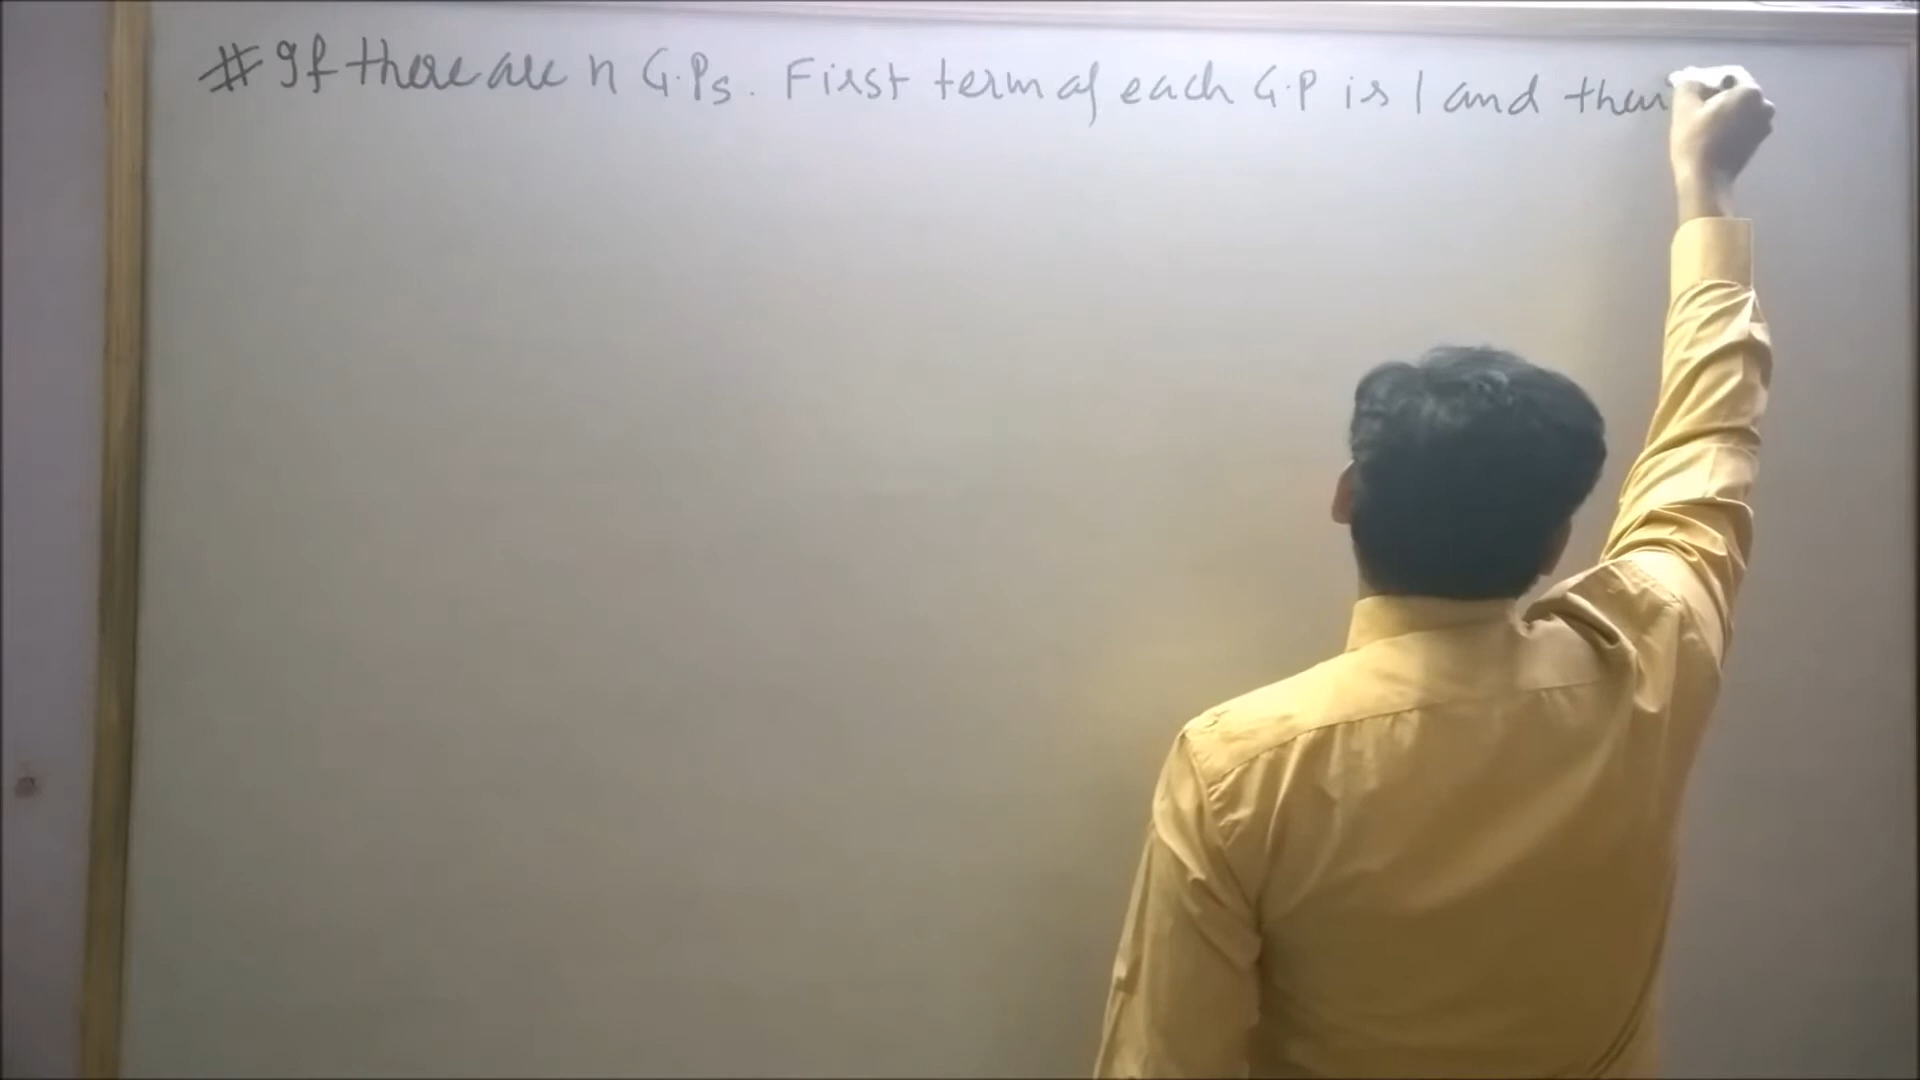 # If there are n G.Ps. First term of each G.P is 1 and their